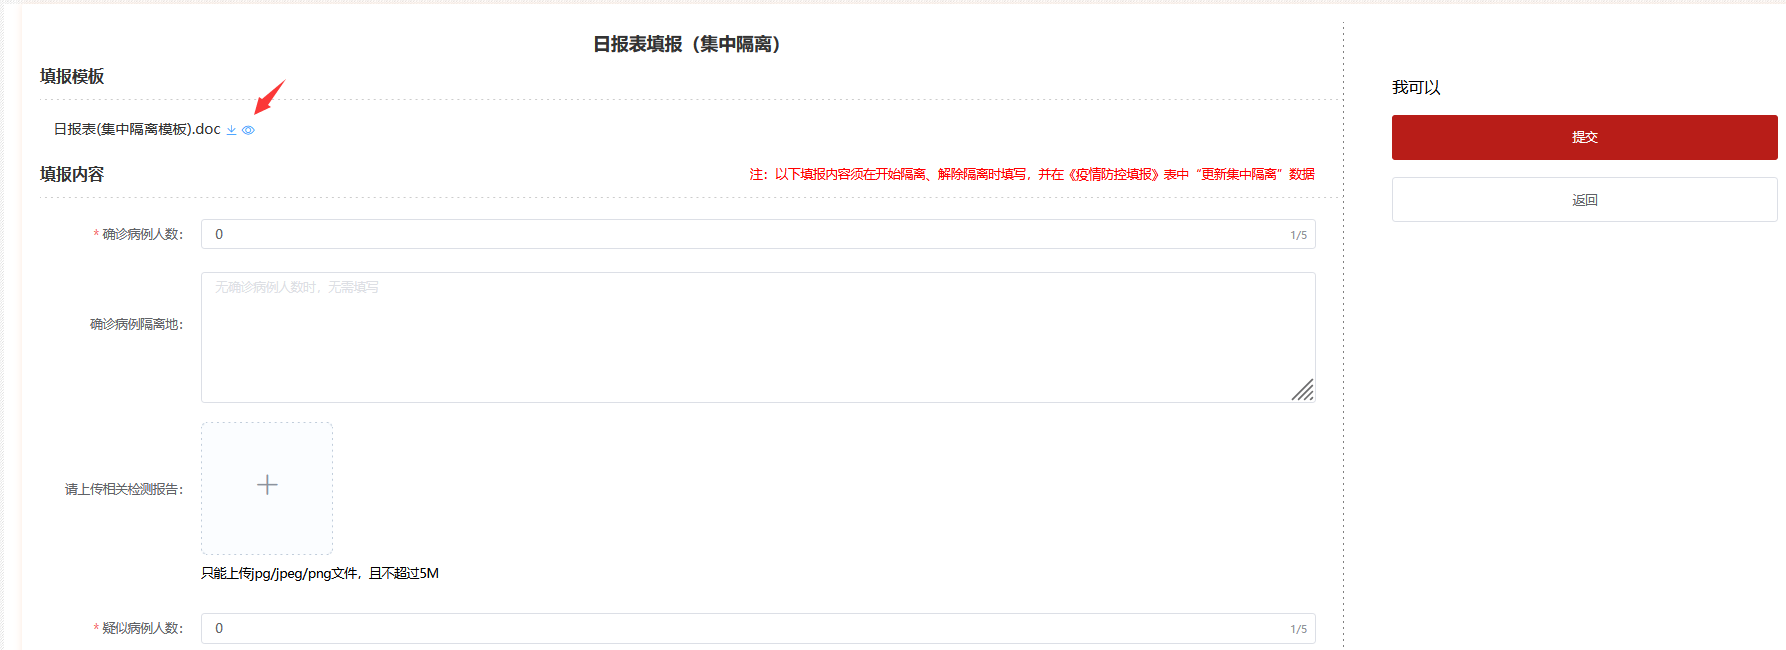 日报表填报（集中隔离）
填报模板
日报表(集中隔离模板).doc
填报内容
注：以下填报内容须在开始隔离、解除隔离时填写，并在《疫情防控填报》表中“更新集中隔离”数据
* 确诊病例人数：
0
1/5
确诊病例隔离地：
无确诊病例人数时，无需填写
请上传相关检测报告：
只能上传jpg/jpeg/png文件，且不超过5M
* 疑似病例人数：
0
1/5
我可以
提交
返回